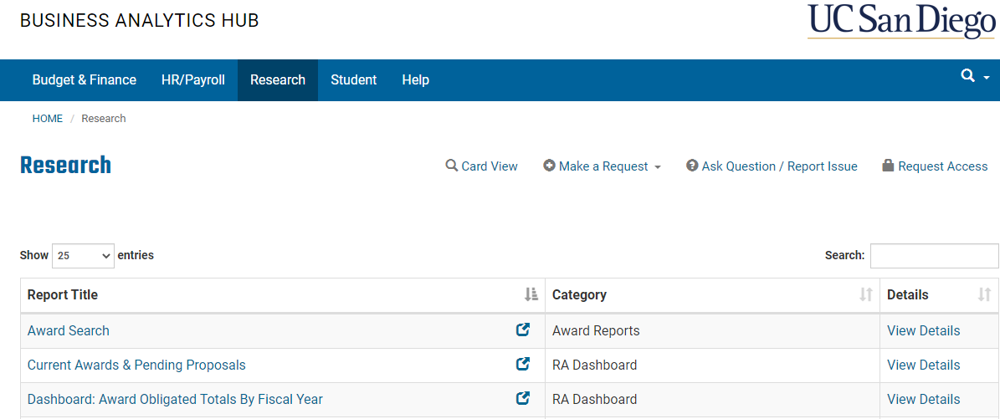 BUSINESS ANALYTICS HUB
UC San Diego
Budget & Finance HR/Payroll Research Student Help
HOME / Research
Research
Card View Make a Request Ask Question / Report Issue Request Access
Show 25 entries Search:
Report Title Category Details
Award Search Award Reports View Details
Current Awards & Pending Proposals RA Dashboard View Details
Dashboard: Award Obligated Totals By Fiscal Year RA Dashboard View Details